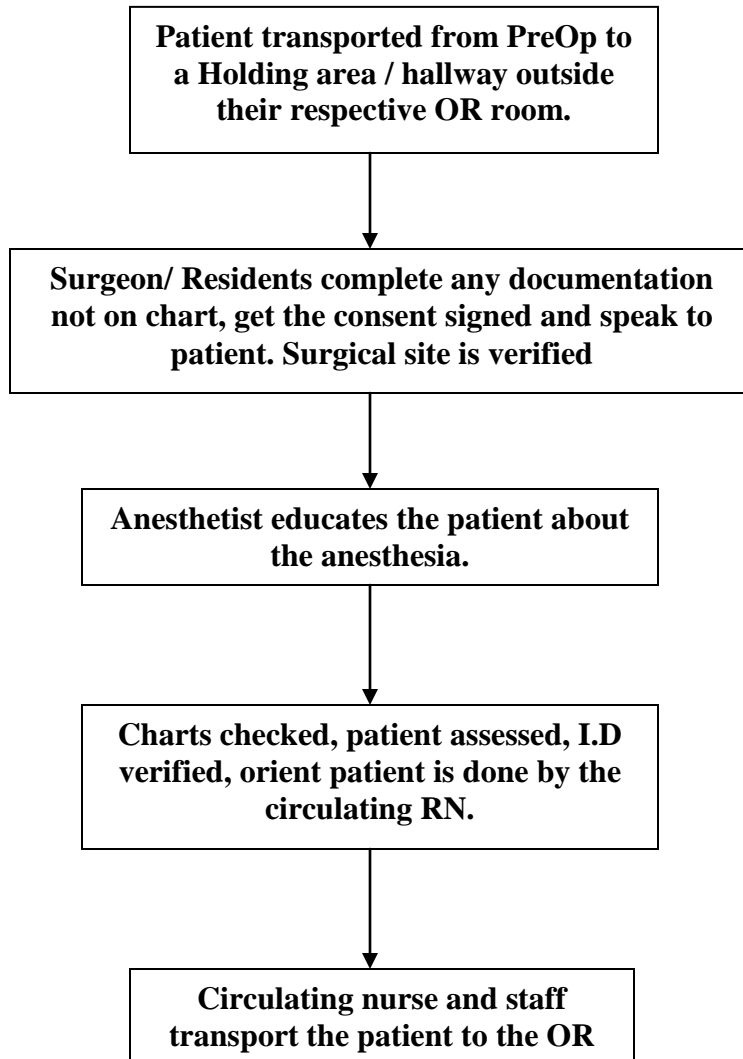 Patient transported from PreOp to
a Holding area / hallway outside
their respective OR room.
Surgeon/ Residents complete any documentation
not on chart, get the consent signed and speak to
patient. Surgical site is verified
Anesthetist educates the patient about
the anesthesia.
Charts checked, patient assessed, I.D
verified, orient patient is done by the
circulating RN.
Circulating nurse and staff
transport the patient to the OR